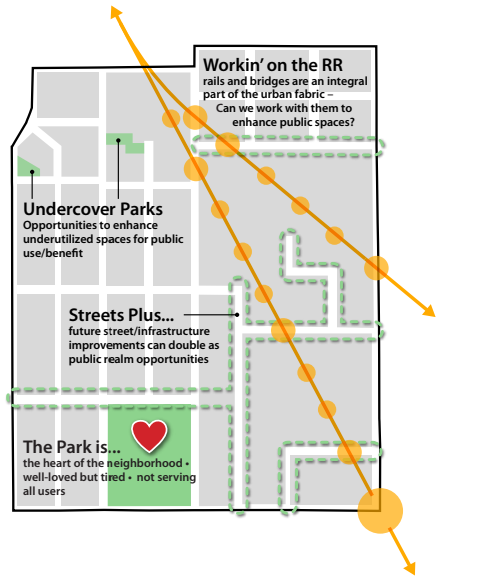 Workin’ on the RR
rails and bridges are an integral
part of the urban fabric –
Can we work with them to
enhance public spaces?
Undercover Parks
Opportunities to enhance
underutilized spaces for public
use/benefit
Streets Plus...
future street/infrastructure
improvements can double as
public realm opportunities
The Park is...
the heart of the neighborhood •
well-loved but tired • not serving
all users